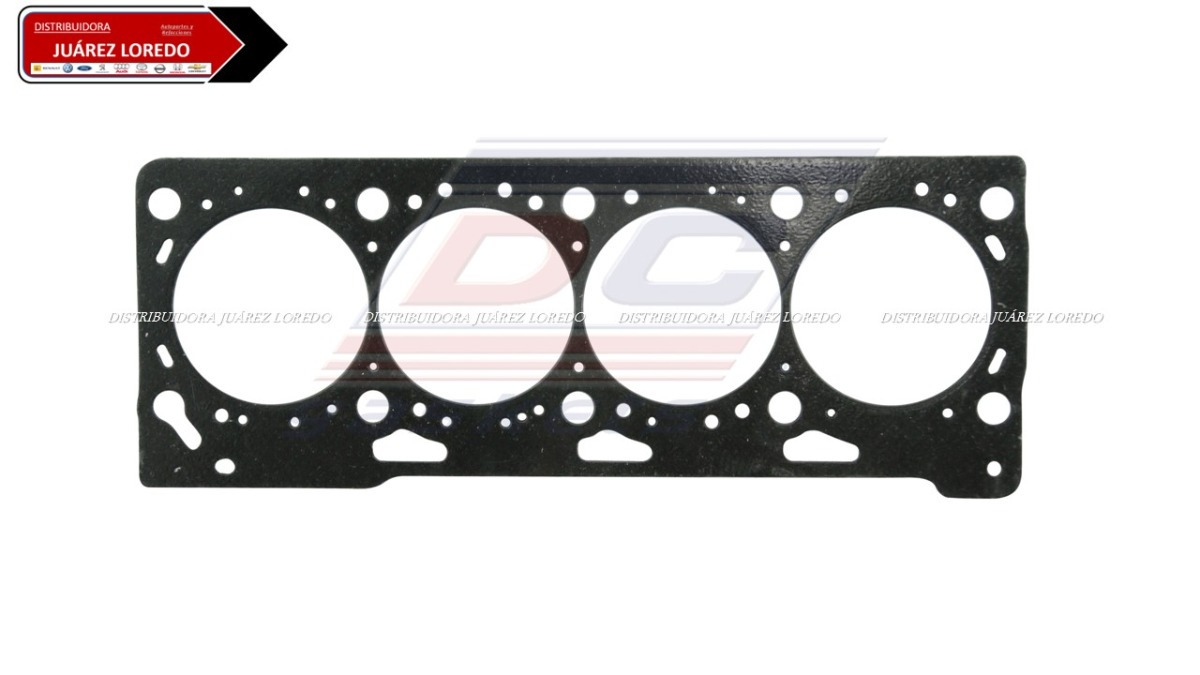 DISTRIBUIDORA
Autopartes y
Refacciones
JUÁREZ LOREDO
DC
DISTRIBUIDORA JUÁREZ LOREDO DISTRIBUIDORA JUÁREZ LOREDO DISTRIBUIDORA JUÁREZ LOREDO DISTRIBUIDORA JUÁREZ LOREDO